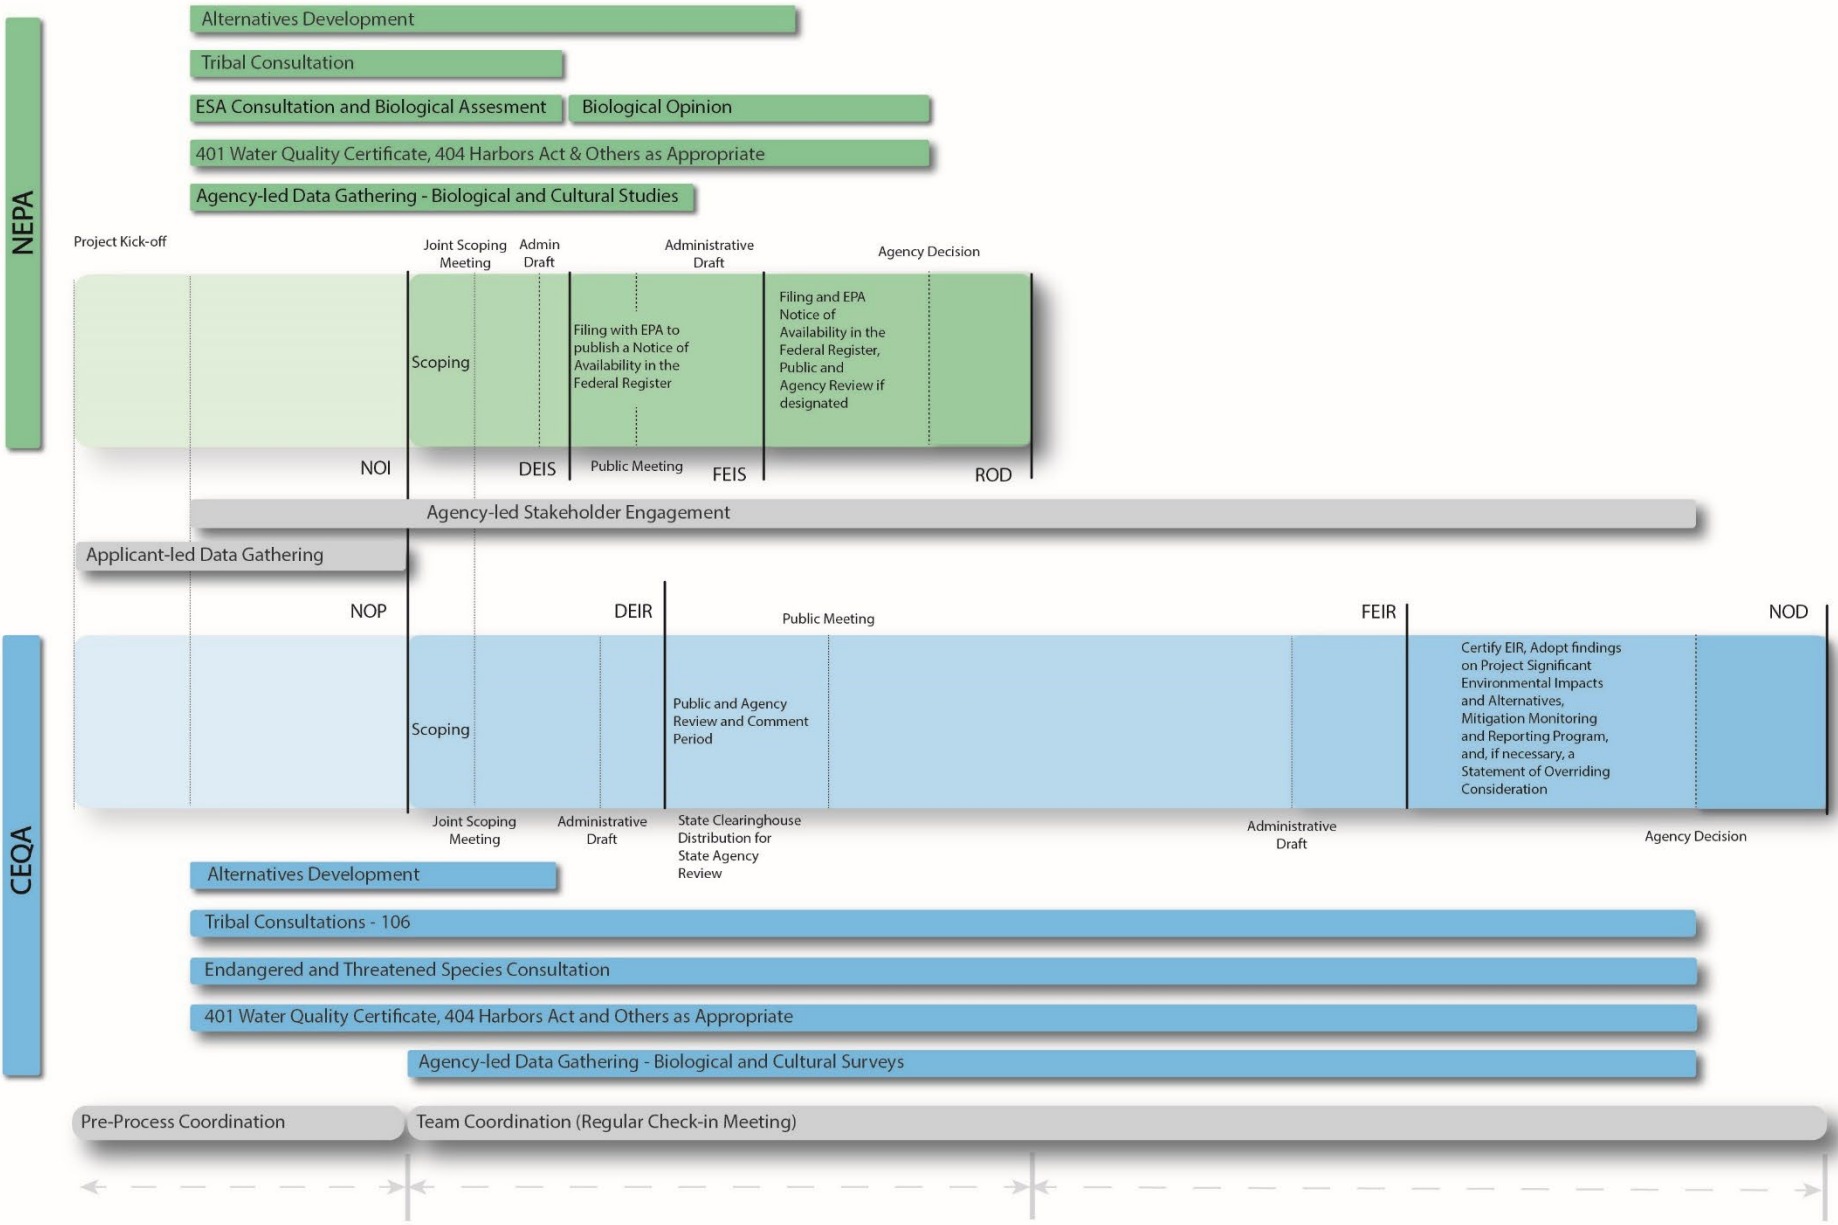 NEPA
Alternatives Development
Tribal Consultation
ESA Consultation and Biological Assesment
Biological Opinion
401 Water Quality Certificate, 404 Harbors Act & Others as Appropriate
Agency-led Data Gathering - Biological and Cultural Studies
Project Kick-off
Joint Scoping
Meeting
Admin
Draft
Administrative
Draft
Agency Decision
Scoping
Filing with EPA to
publish a Notice of
Availability in the
Federal Register
Filing and EPA
Notice of
Availability in the
Federal Register,
Public and
Agency Review if
designated
NOI
DEIS
Public Meeting
FEIS
ROD
Agency-led Stakeholder Engagement
Applicant-led Data Gathering
CEQA
NOP
DEIR
Public Meeting
FEIR
NOD
Scoping
Public and Agency
Review and Comment
Period
Certify EIR, Adopt findings
on Project Significant
Environmental Impacts
and Alternatives,
Mitigation Monitoring
and Reporting Program,
and, if necessary, a
Statement of Overriding
Consideration
Joint Scoping
Meeting
Administrative
Draft
State Clearinghouse
Distribution for
State Agency
Review
Administrative
Draft
Agency Decision
Alternatives Development
Tribal Consultations - 106
Endangered and Threatened Species Consultation
401 Water Quality Certificate, 404 Harbors Act and Others as Appropriate
Agency-led Data Gathering - Biological and Cultural Surveys
Pre-Process Coordination
Team Coordination (Regular Check-in Meeting)